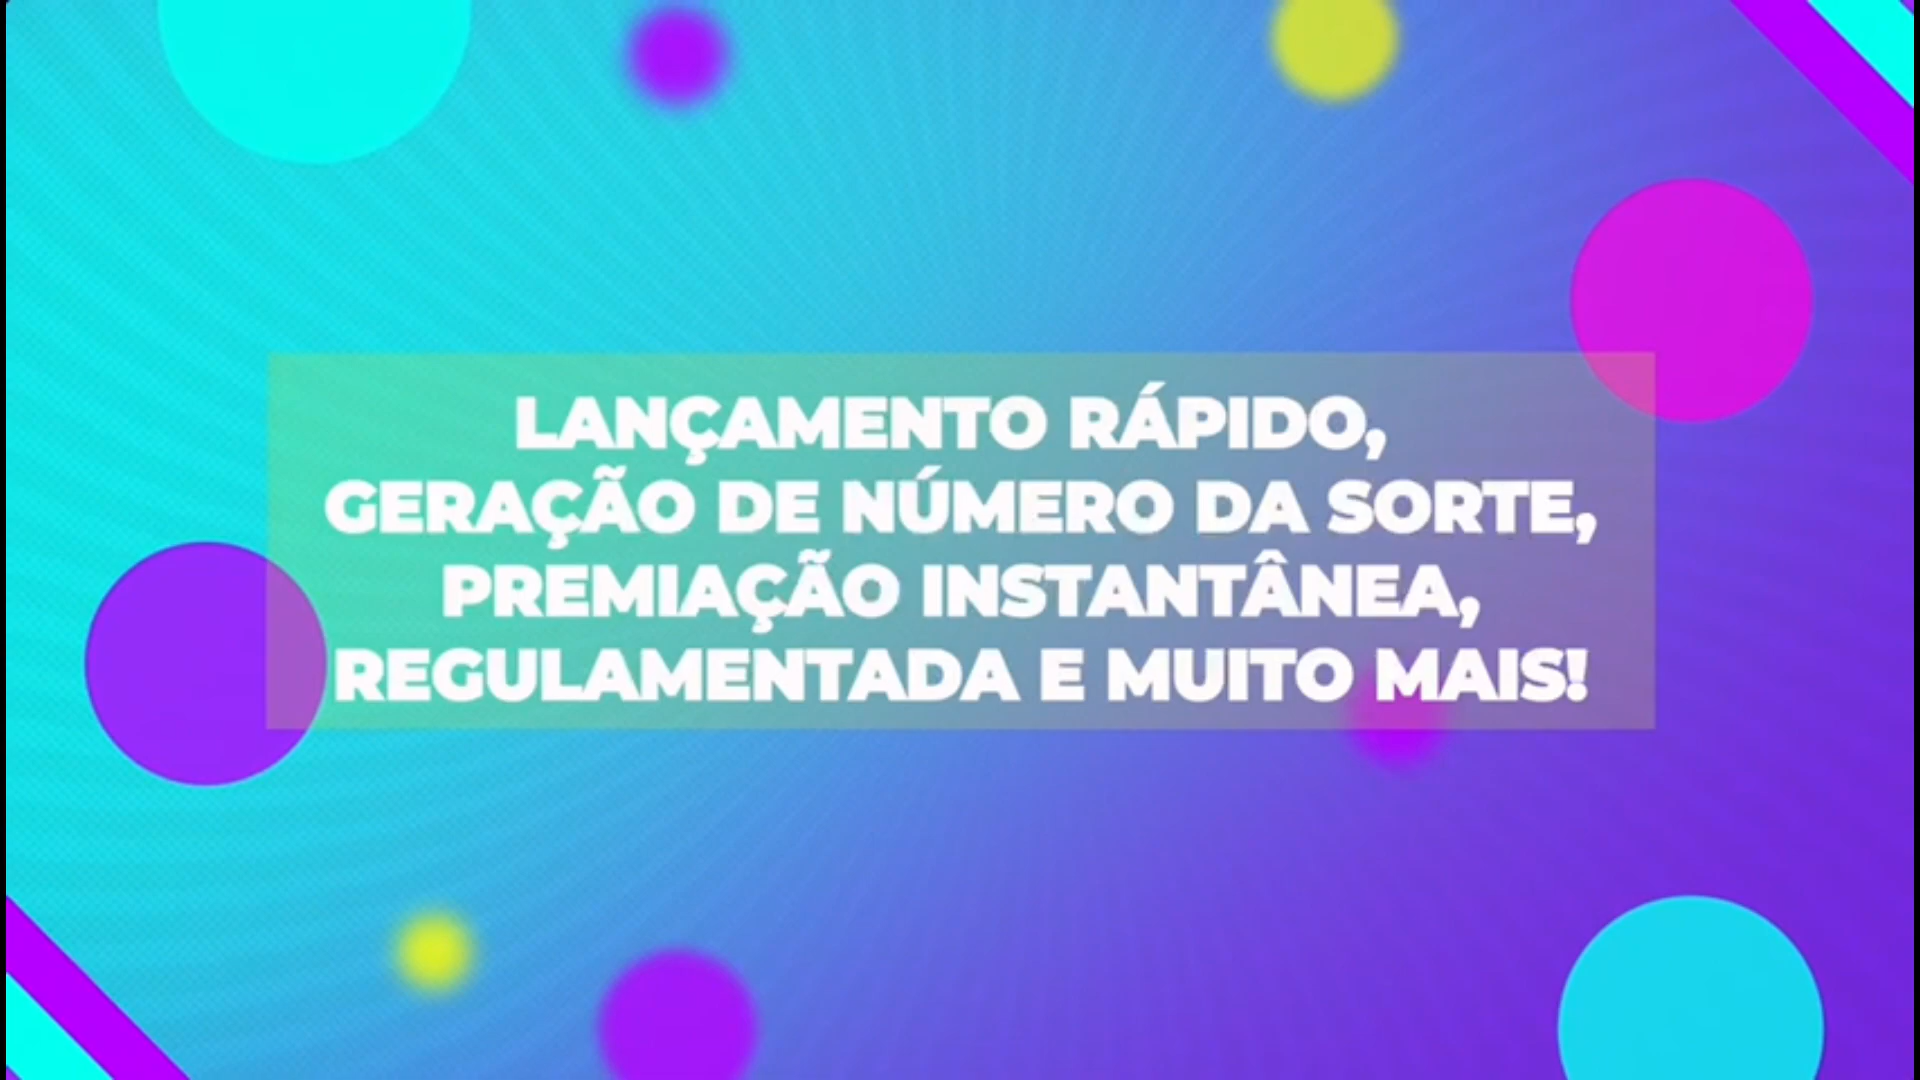 LANÇAMENTO RÁPIDO,
GERAÇÃO DE NÚMERO DA SORTE,
PREMIAÇÃO INSTANTÂNEA,
REGULAMENTADA E MUITO MAIS!